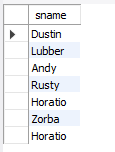 sname
Dustin
Lubber
Andy
Rusty
Horatio
Zorba
Horatio